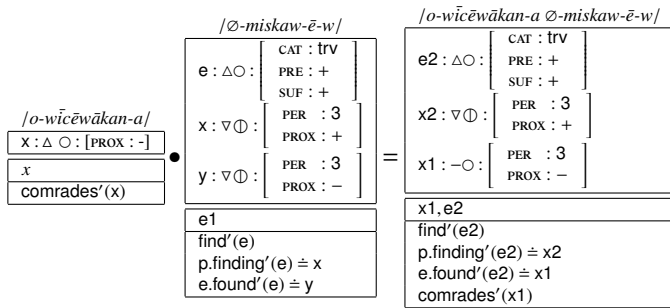 /o-wīcēwākan-a/
x : △ ○ : [PROX : -]
x
comrades′(x)
•
/∅-miskaw-ē-w/
e : △○ : [ CAT : trv
PRE : +
SUF : + ]
x : ▽⦶ : [ PER : 3
PROX : + ]
y : ▽⦶ : [ PER : 3
PROX : − ]
e1
find′(e)
p.finding′(e) ≐ x
e.found′(e) ≐ y
=
/o-wīcēwākan-a ∅-miskaw-ē-w/
e2 : △○ : [ CAT : trv
PRE : +
SUF : + ]
x2 : ▽⦶ : [ PER : 3
PROX : + ]
x1 : −○ : [ PER : 3
PROX : − ]
x1, e2
find′(e2)
p.finding′(e2) ≐ x2
e.found′(e2) ≐ x1
comrades′(x1)